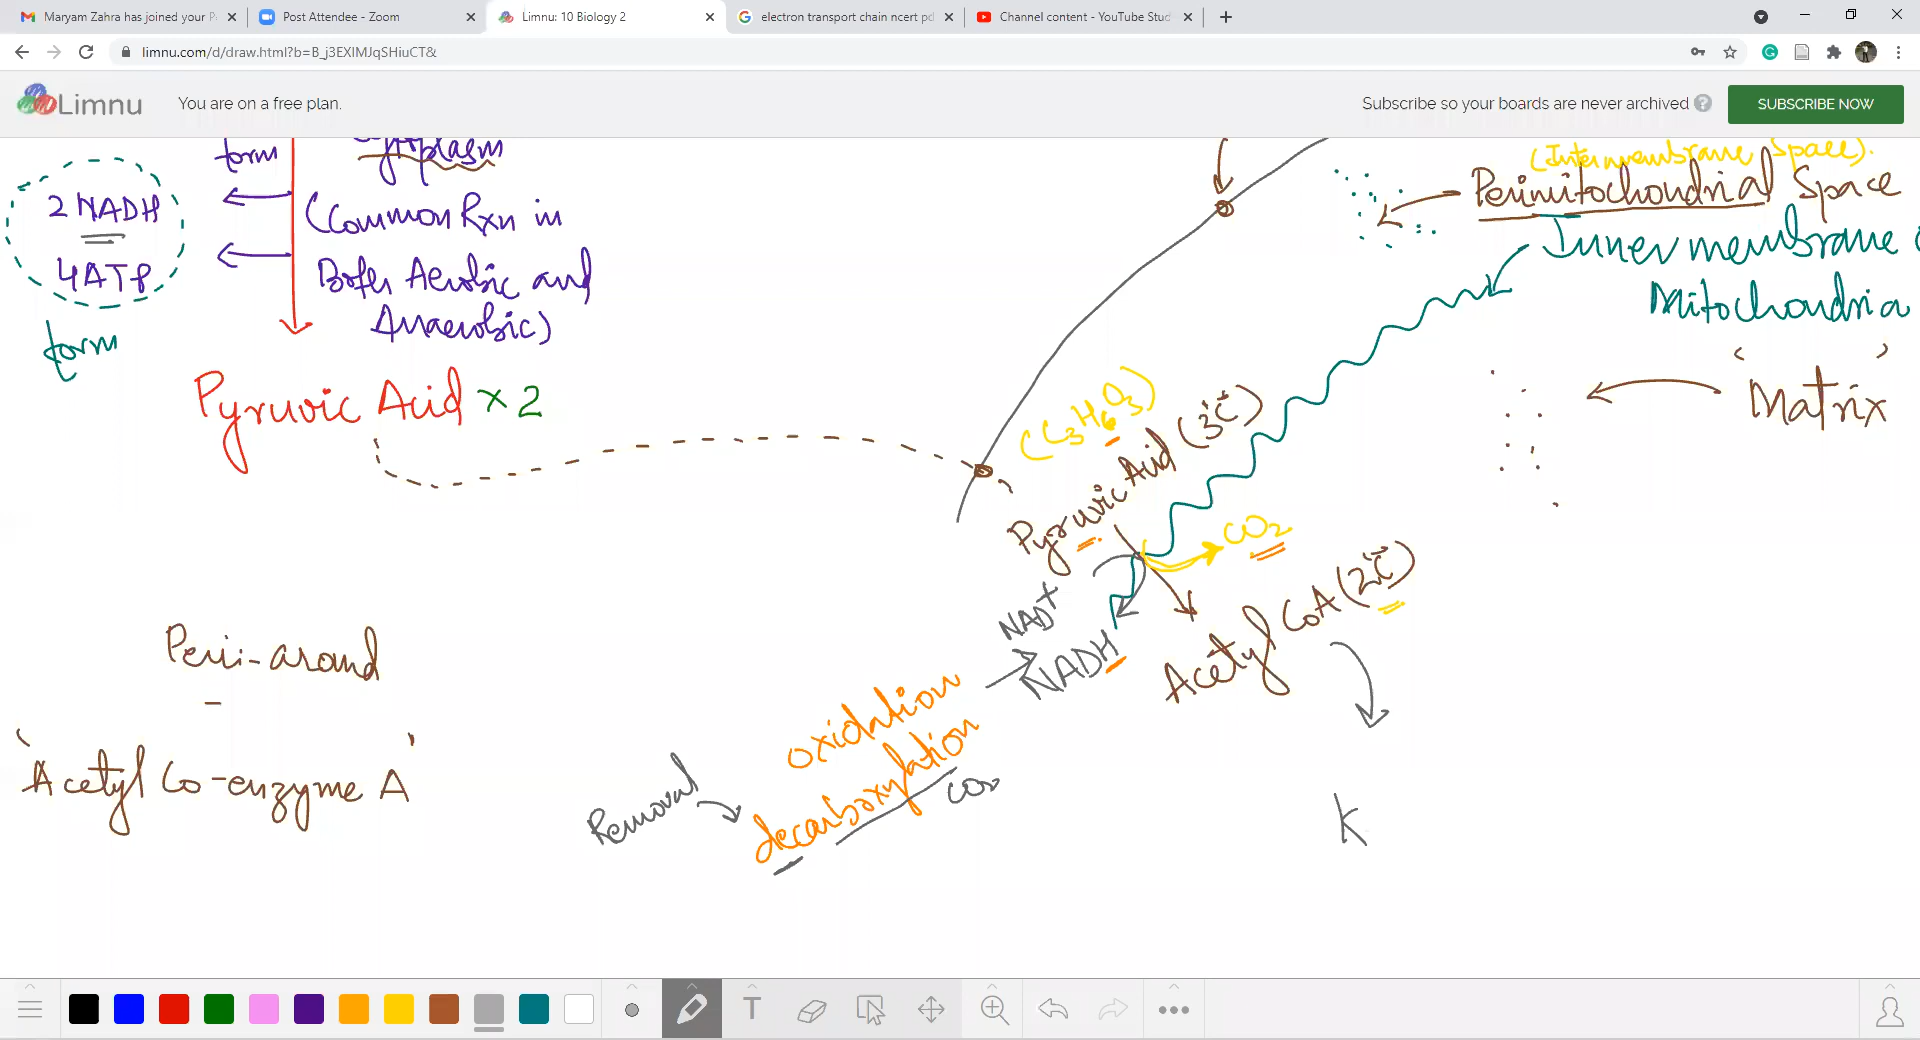 Maryam Zahra has joined your P
Post Attendee - Zoom
Limnu: 10 Biology 2
electron transport chain ncert pd
Channel content - YouTube Stud
limnu.com/d/draw.html?b=B_j3EXlMJqSHiuCT&
Limnu
You are on a free plan.
Subscribe so your boards are never archived
SUBSCRIBE NOW
form
Cytoplasm
2 NADH
4ATP
form
(Common Rxn in
Both Aerobic and
Anaerobic)
Pyruvic Acid × 2
(Intermembrane Space).
Perimitochondrial Space
Inner membrane
Mitochondria
'Matrix'
(C3H6O3)
Pyruvic Acid (3C)
CO2
NAD+
NADH
Acetyl CoA (2C)
Peri-around
'Acetyl Co-enzyme A'
oxidation
decarboxylation
Removal
K
T